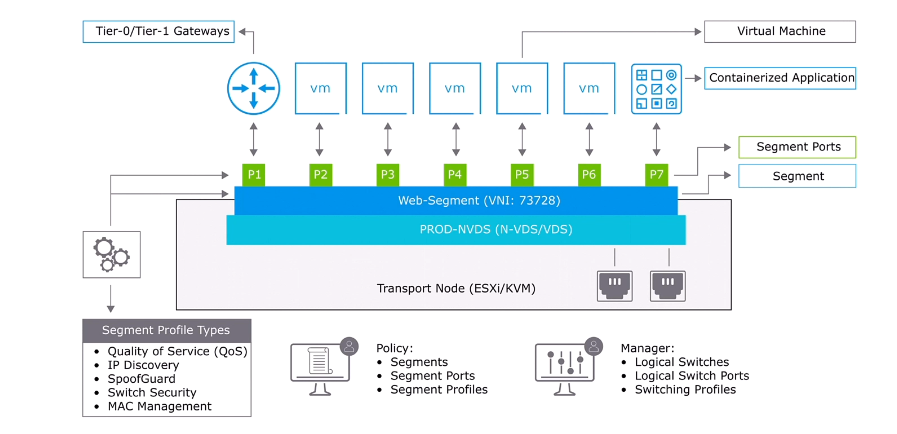 Tier-0/Tier-1 Gateways
Virtual Machine
vm
vm
vm
vm
vm
Containerized Application
Segment Ports
P1
P2
P3
P4
P5
P6
P7
Segment
Web-Segment (VNI: 73728)
PROD-NVDS (N-VDS/VDS)
Transport Node (ESXi/KVM)
Segment Profile Types
• Quality of Service (QoS)
• IP Discovery
• SpoofGuard
• Switch Security
• MAC Management
Policy:
• Segments
• Segment Ports
• Segment Profiles
Manager:
• Logical Switches
• Logical Switch Ports
• Switching Profiles